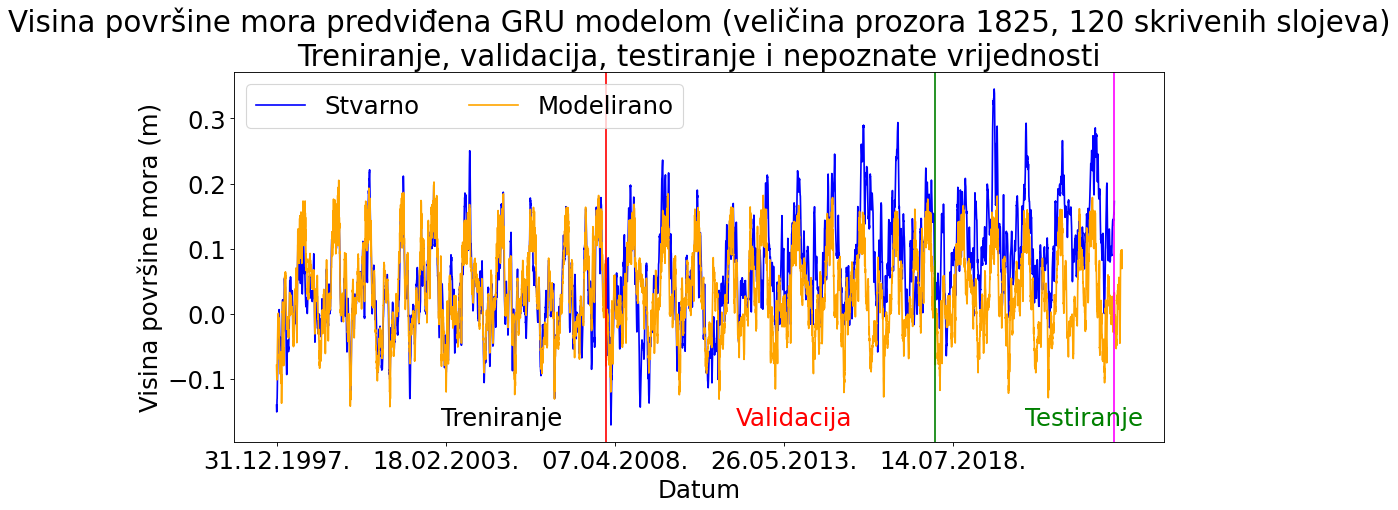 Visina površine mora predviđena GRU modelom (veličina prozora 1825, 120 skrivenih slojeva)
Treniranje, validacija, testiranje i nepoznate vrijednosti
Stvarno Modelirano
Visina površine mora (m)
0.3
0.2
0.1
0.0
−0.1
Treniranje Validacija Testiranje
31.12.1997. 18.02.2003. 07.04.2008. 26.05.2013. 14.07.2018.
Datum